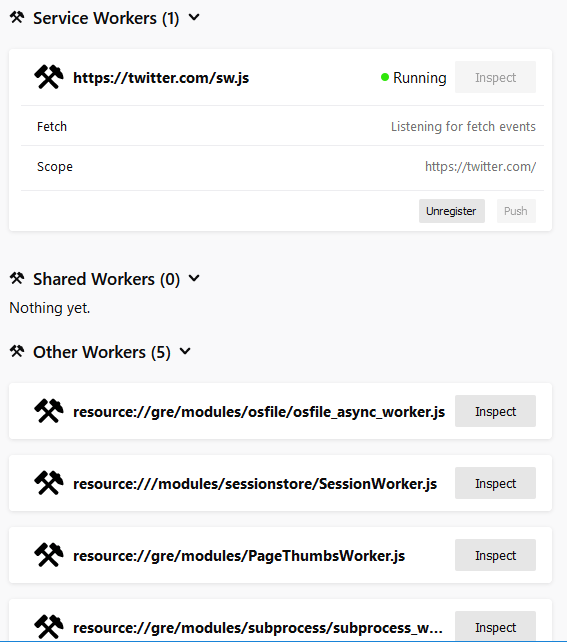 Service Workers (1)
https://twitter.com/sw.js Running Inspect
Fetch Listening for fetch events
Scope https://twitter.com/
Unregister Push
Shared Workers (0)
Nothing yet.
Other Workers (5)
resource://gre/modules/osfile/osfile_async_worker.js Inspect
resource:///modules/sessionstore/SessionWorker.js Inspect
resource://gre/modules/PageThumbsWorker.js Inspect
resource://gre/modules/subprocess/subprocess_w... Inspect